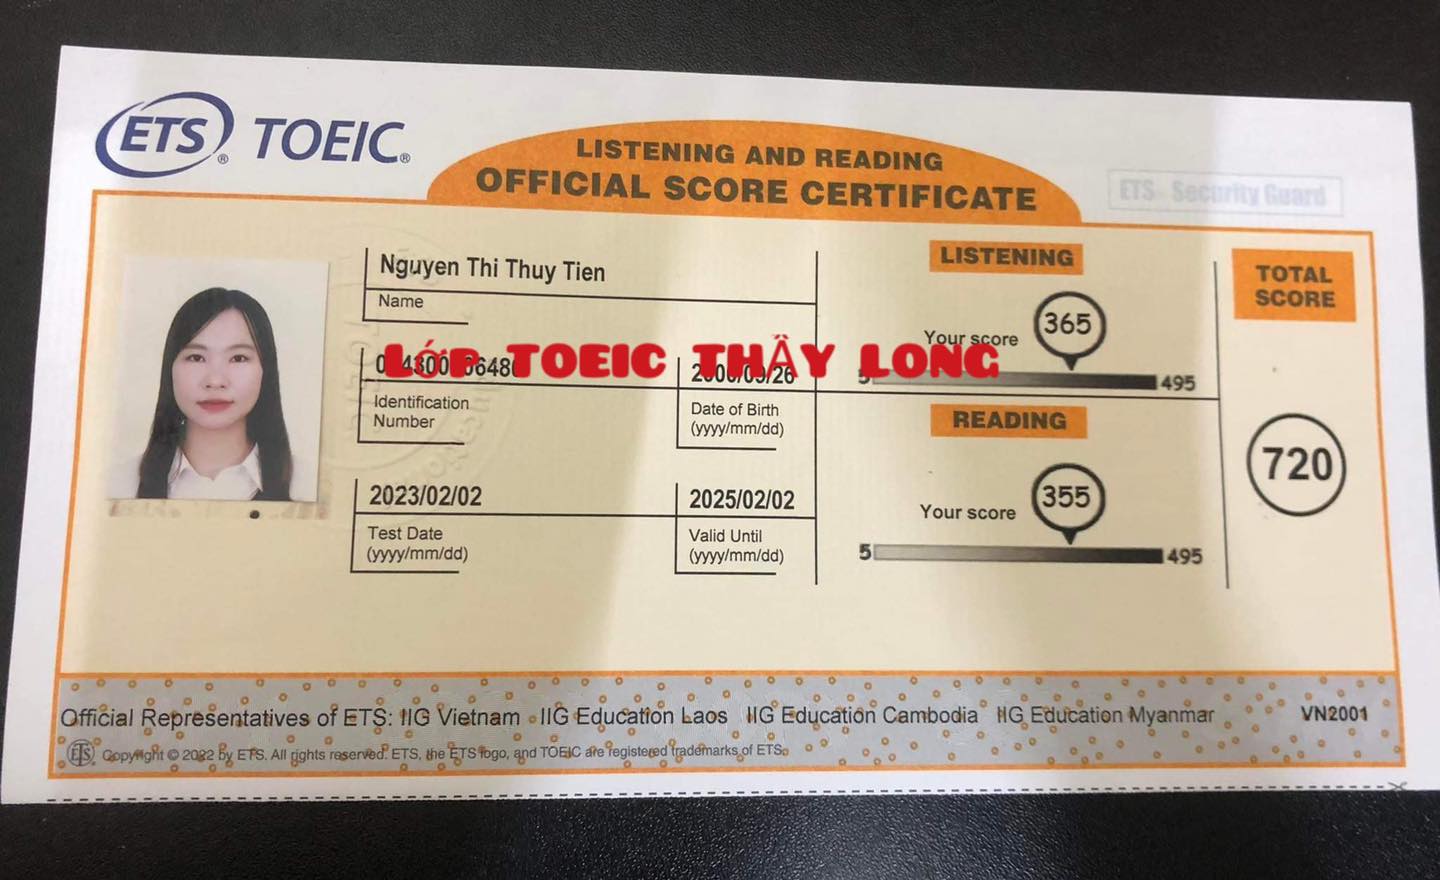 ETS® TOEIC®
LISTENING AND READING
OFFICIAL SCORE CERTIFICATE
ETS Security Guard
Nguyen Thi Thuy Tien
Name
LỚP TOEIC THẦY LONG
Identification
Number
Date of Birth
(yyyy/mm/dd)
2023/02/02
Test Date
(yyyy/mm/dd)
2025/02/02
Valid Until
(yyyy/mm/dd)
LISTENING
Your score
365
5
495
READING
Your score
355
5
495
TOTAL
SCORE
720
Official Representatives of ETS: IIG Vietnam IIG Education Laos IIG Education Cambodia IIG Education Myanmar VN2001
ETS® Copyright © 2022 by ETS. All rights reserved. ETS, the ETS logo, and TOEIC are registered trademarks of ETS.